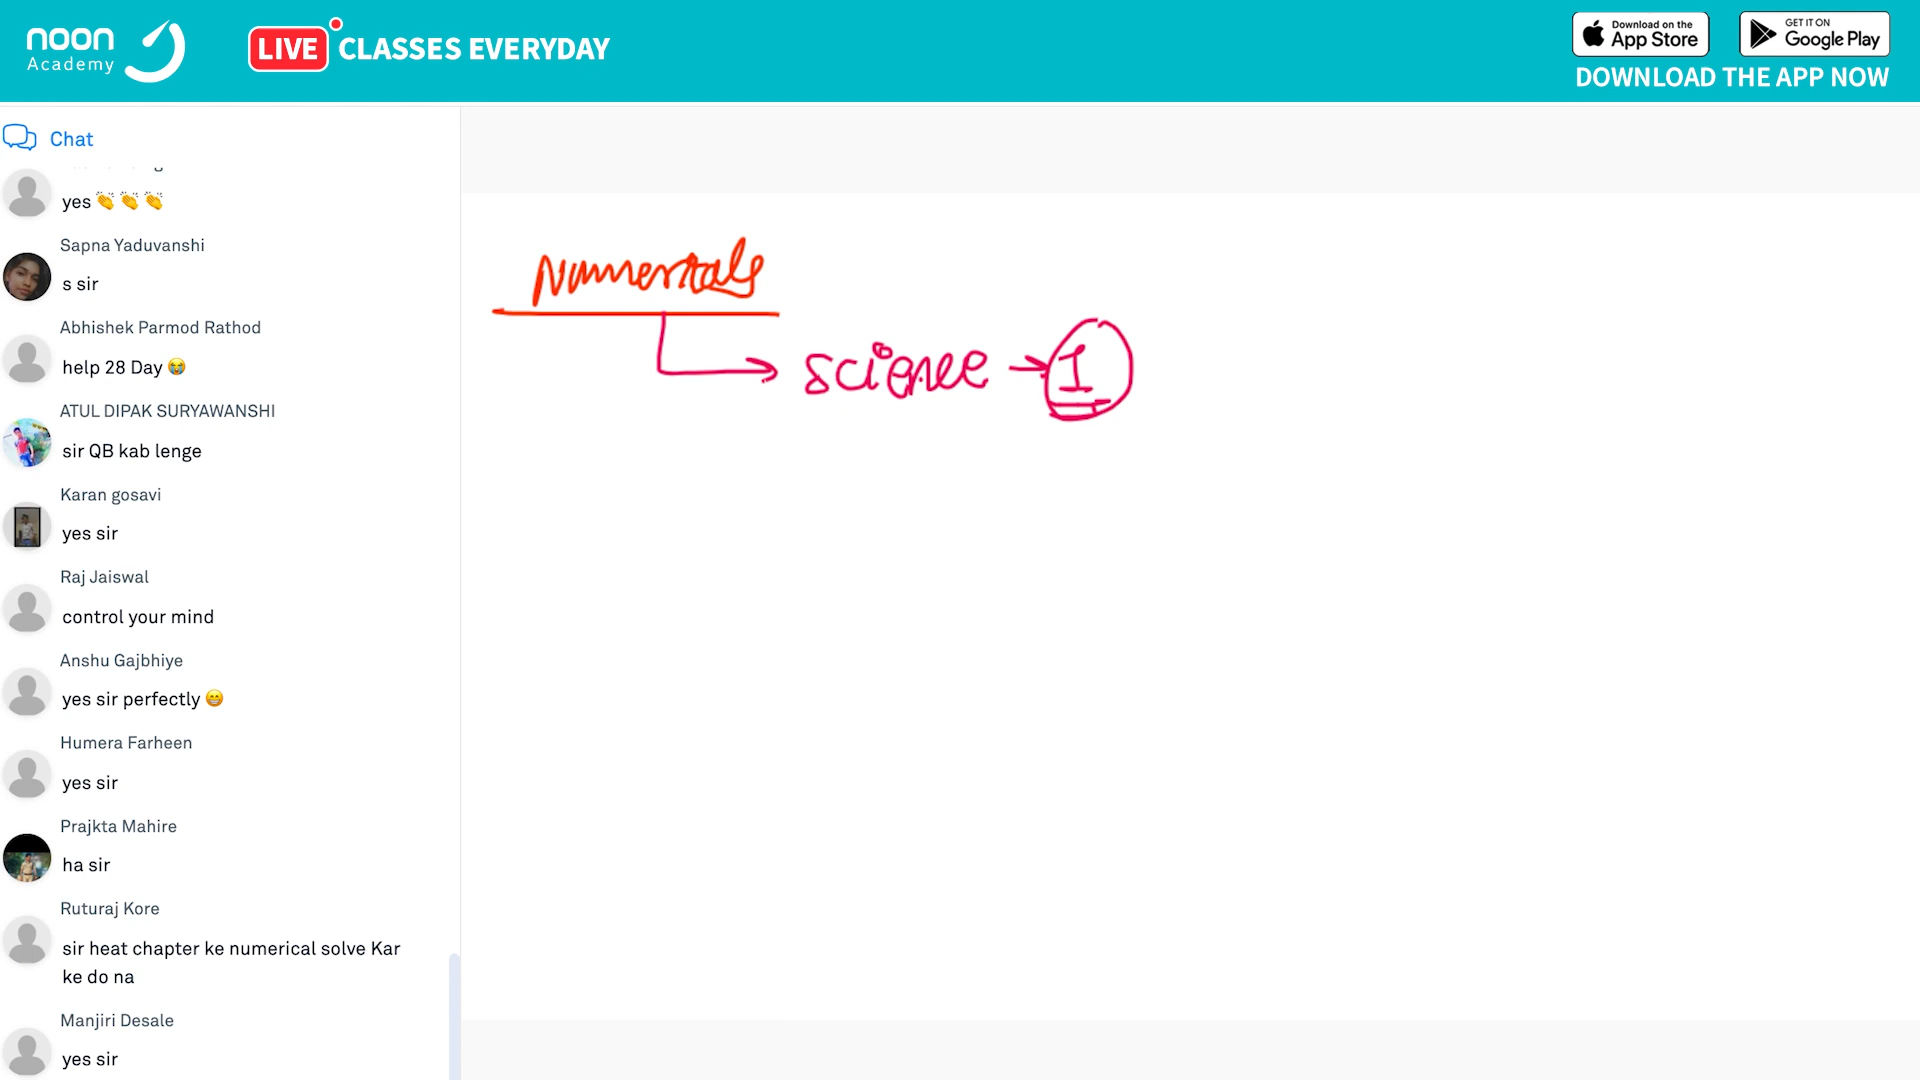 noon
Academy
LIVE CLASSES EVERYDAY
Download on the
App Store
GET IT ON
Google Play
DOWNLOAD THE APP NOW
Chat
yes 👏 👏 👏
Sapna Yaduvanshi
s sir
Abhishek Parmod Rathod
help 28 Day 😭
ATUL DIPAK SURYAWANSHI
sir QB kab lenge
Karan gosavi
yes sir
Raj Jaiswal
control your mind
Anshu Gajbhiye
yes sir perfectly 😁
Humera Farheen
yes sir
Prajkta Mahire
ha sir
Ruturaj Kore
sir heat chapter ke numerical solve Kar
ke do na
Manjiri Desale
yes sir
Numericals
science → I